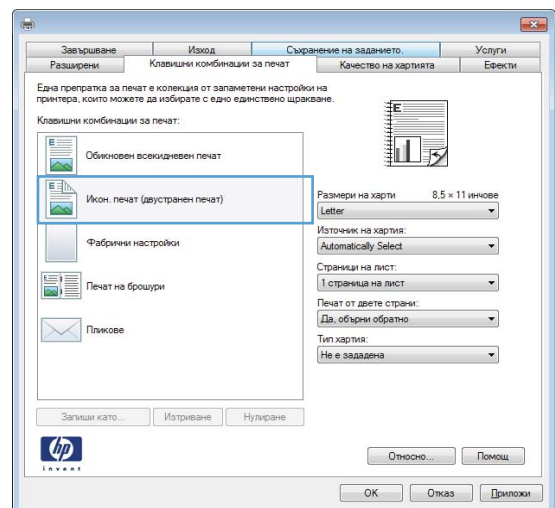 Завършване Изход Съхранение на заданието. Услуги
Разширени Клавишни комбинации за печат Качество на хартията Ефекти
Една препратка за печат е колекция от запаметени настройки на
принтера, които можете да избирате с едно единствено щракване.
Клавишни комбинации за печат:
Обикновен всекидневен печат
Икон. печат (двустранен печат)
Фабрични настройки
Печат на брошури
Пликове
Размери на харти 8,5 × 11 инчове
Letter
Източник на хартия:
Automatically Select
Страници на лист:
1 страница на лист
Печат от двете страни:
Да, обърни обратно
Тип хартия:
Не е зададена
Запиши като... Изтриване Нулиране
hp
invent
Относно... Помощ
OK Отказ Приложи